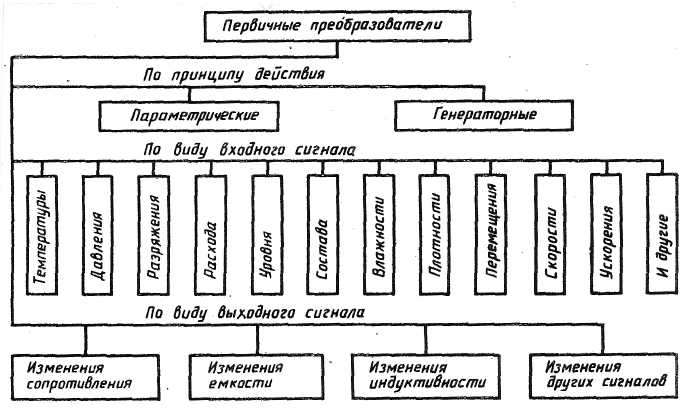 Первичные преобразователи
По принципу действия
Параметрические
Генераторные
По виду входного сигнала
Температуры
Давления
Разряжения
Расхода
Уровня
Состава
Влажности
Плотности
Перемещения
Скорости
Ускорения
И другие
По виду выходного сигнала
Изменения
сопротивления
Изменения
емкости
Изменения
индуктивности
Изменения
других сигналов